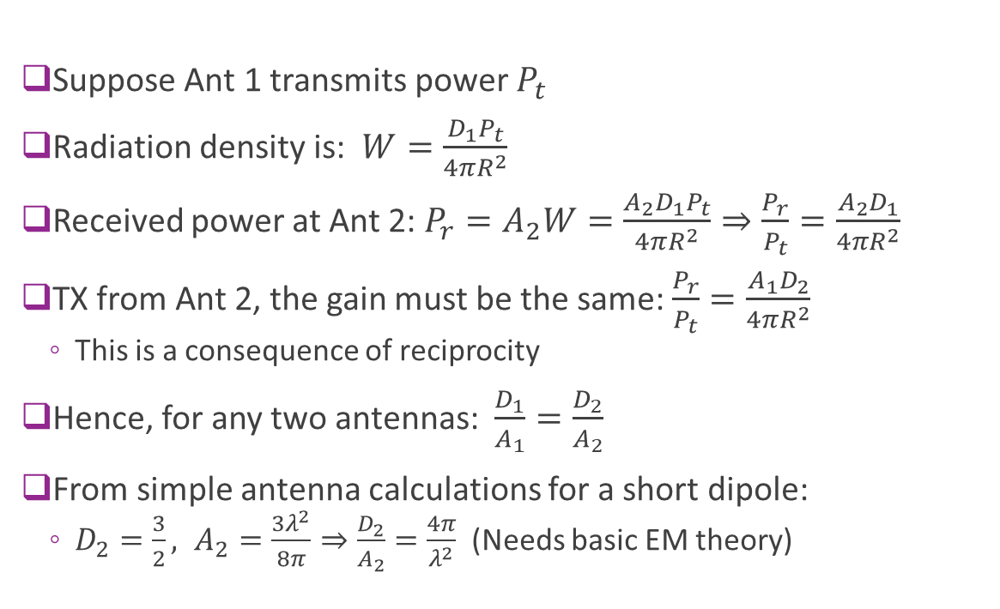 ❑Suppose Ant 1 transmits power $P_t$
❑Radiation density is: $W = \frac{D_1 P_t}{4\pi R^2}$
❑Received power at Ant 2: $P_r = A_2 W = \frac{A_2 D_1 P_t}{4\pi R^2} \Rightarrow \frac{P_r}{P_t} = \frac{A_2 D_1}{4\pi R^2}$
❑TX from Ant 2, the gain must be the same: $\frac{P_r}{P_t} = \frac{A_1 D_2}{4\pi R^2}$
◦ This is a consequence of reciprocity
❑Hence, for any two antennas: $\frac{D_1}{A_1} = \frac{D_2}{A_2}$
❑From simple antenna calculations for a short dipole:
◦ $D_2 = \frac{3}{2}, \; A_2 = \frac{3\lambda^2}{8\pi} \Rightarrow \frac{D_2}{A_2} = \frac{4\pi}{\lambda^2}$ (Needs basic EM theory)